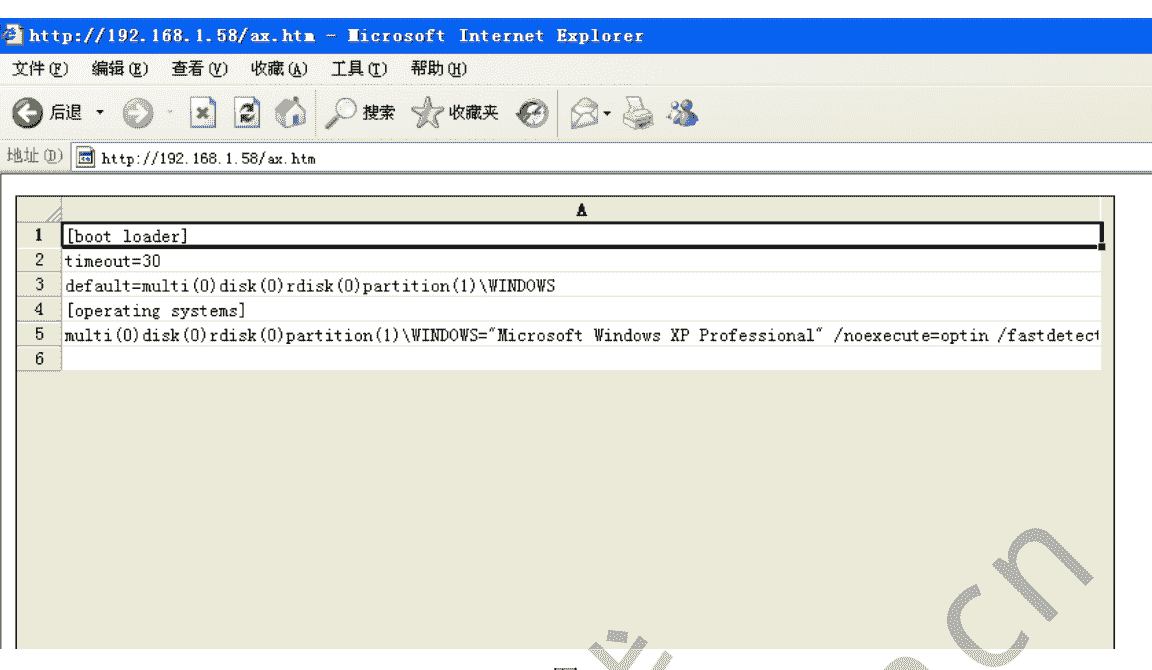 http://192.168.1.58/ax.htm - Microsoft Internet Explorer
文件(F) 编辑(E) 查看(V) 收藏(A) 工具(T) 帮助(H)
后退 搜索 收藏夹
地址(D) http://192.168.1.58/ax.htm
A
1 [boot loader]
2 timeout=30
3 default=multi(0)disk(0)rdisk(0)partition(1)\WINDOWS
4 [operating systems]
5 multi(0)disk(0)rdisk(0)partition(1)\WINDOWS="Microsoft Windows XP Professional" /noexecute=optin /fastdetect
6
cn